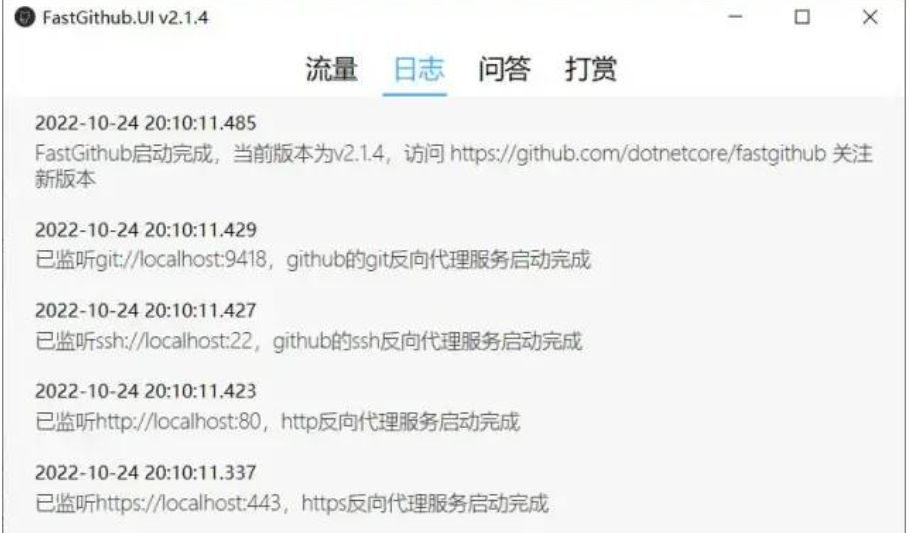 FastGithub.UI v2.1.4
流量 日志 问答 打赏
2022-10-24 20:10:11.485
FastGithub启动完成，当前版本为v2.1.4，访问 https://github.com/dotnetcore/fastgithub 关注
新版本
2022-10-24 20:10:11.429
已监听git://localhost:9418，github的git反向代理服务启动完成
2022-10-24 20:10:11.427
已监听ssh://localhost:22，github的ssh反向代理服务启动完成
2022-10-24 20:10:11.423
已监听http://localhost:80，http反向代理服务启动完成
2022-10-24 20:10:11.337
已监听https://localhost:443，https反向代理服务启动完成